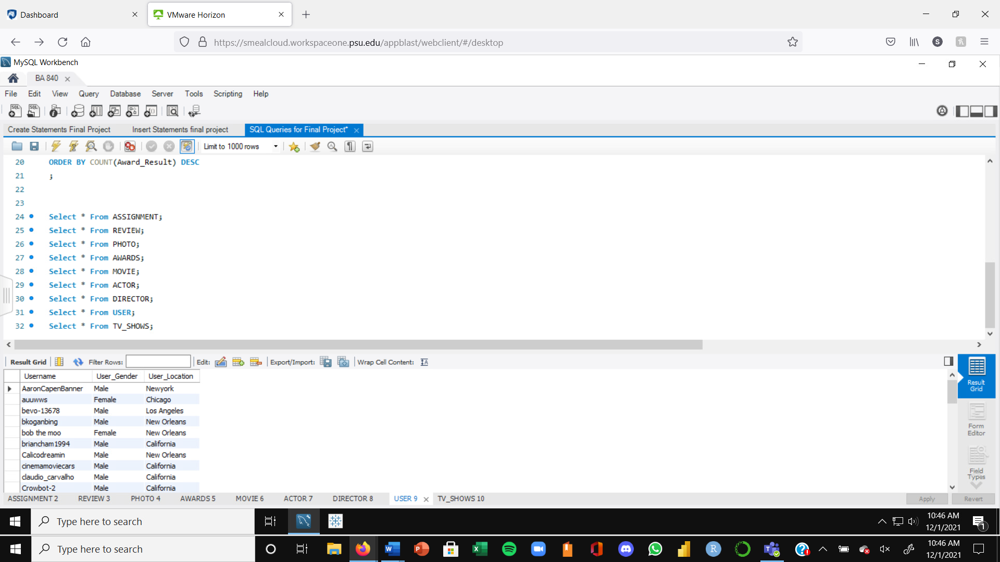 Dashboard
VMware Horizon
https://smealcloud.workspaceone.psu.edu/appblast/webclient/#/desktop
S
MySQL Workbench
BA 840
File Edit View Query Database Server Tools Scripting Help
Create Statements Final Project Insert Statements final project SQL Queries for Final Project*
Limit to 1000 rows
20 ORDER BY COUNT(Award_Result) DESC
21 ;
22
23
24 Select * From ASSIGNMENT;
25 Select * From REVIEW;
26 Select * From PHOTO;
27 Select * From AWARDS;
28 Select * From MOVIE;
29 Select * From ACTOR;
30 Select * From DIRECTOR;
31 Select * From USER;
32 Select * From TV_SHOWS;
Result Grid Filter Rows: Edit: Export/Import: Wrap Cell Content: IA
Username User_Gender User_Location
AaronCapenBanner Male Newyork
auuwws Female Chicago
bevo-13678 Male Los Angeles
bkoganbing Male New Orleans
bob the moo Female New Orleans
briancham1994 Male California
Calicodreamin Male New Orleans
cinemamoviecars Male California
claudio_carvalho Male California
Crowbot-2 Male California
Result
Grid
Form
Editor
Field
Types
ASSIGNMENT 2 REVIEW 3 PHOTO 4 AWARDS 5 MOVIE 6 ACTOR 7 DIRECTOR 8 USER 9 TV_SHOWS 10
Apply Revert
Type here to search
10:46 AM
12/1/2021
1
Type here to search
10:46 AM
12/1/2021